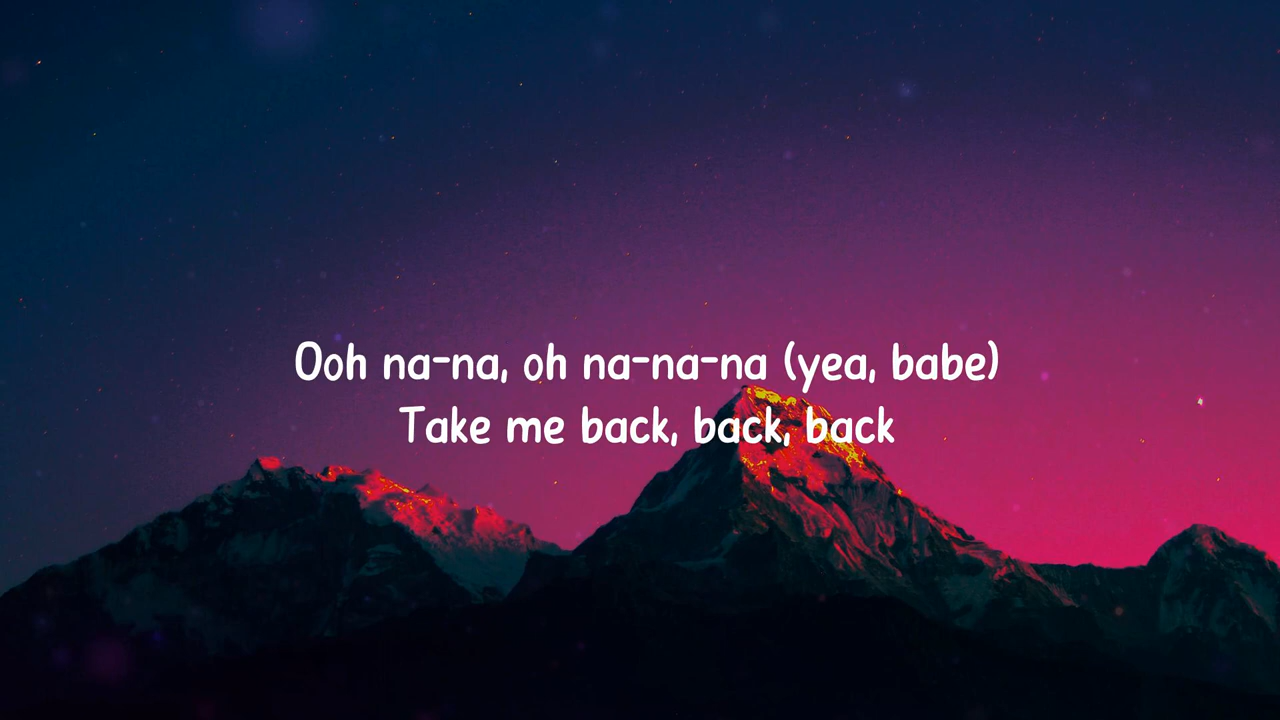 Ooh na-na, oh na-na-na (yea, babe)
Take me back, back, back